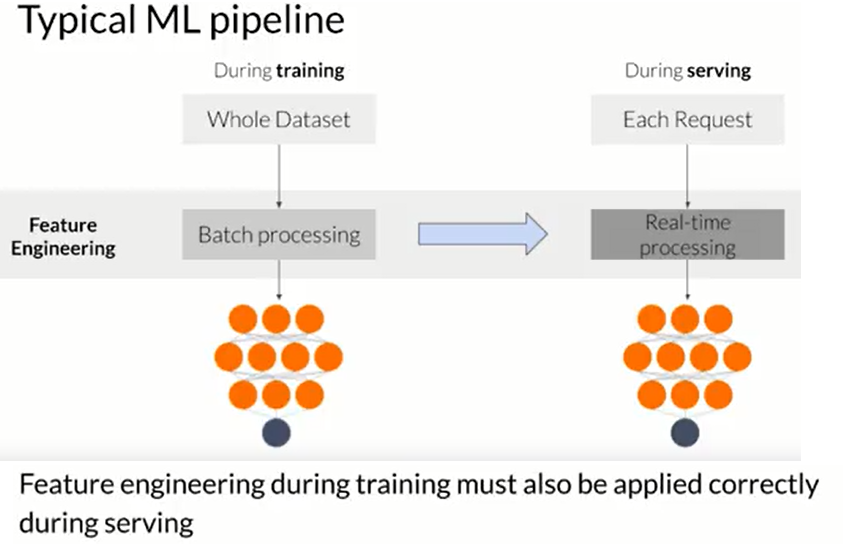 Typical ML pipeline
During training
During serving
Whole Dataset
Each Request
Feature
Engineering
Batch processing
Real-time
processing
Feature engineering during training must also be applied correctly
during serving